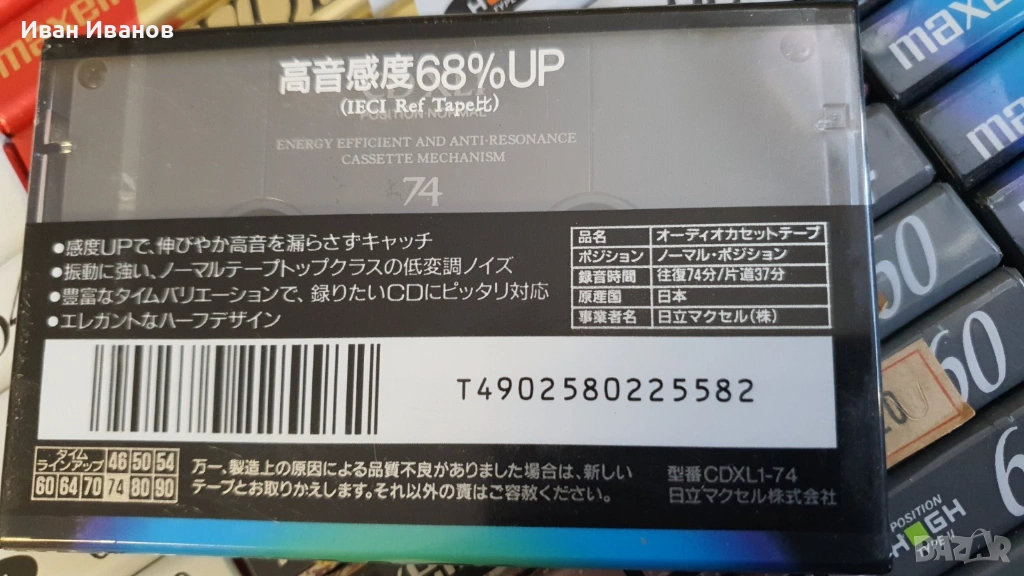 Иван Иванов
maxell
高音感度68%UP
(IECI Ref Tape比)
POSITION NORMAL
ENERGY EFFICIENT AND ANTI-RESONANCE
CASSETTE MECHANISM
74
●感度UPで、伸びやか高音を漏らさずキャッチ
●振動に強い、ノーマルテープトップクラスの低変調ノイズ
●豊富なタイムバリエーションで、録りたいCDにピッタリ対応
●エレガントなハーフデザイン
品名 オーディオカセットテープ
ポジション ノーマル・ポジション
録音時間 往復74分/片道37分
原産国 日本
事業者名 日立マクセル(株)
T4902580225582
タイムラインアップ 46 50 54
60 64 70 74 80 90
万一、製造上の原因による品質不良がありました場合は、新しい
テープとお取りかえします。それ以外の責はご容赦ください。
型番 CDXL1-74
日立マクセル株式会社
maxell
60
60
POSITION
HIGH
TYPE II
BAZAR